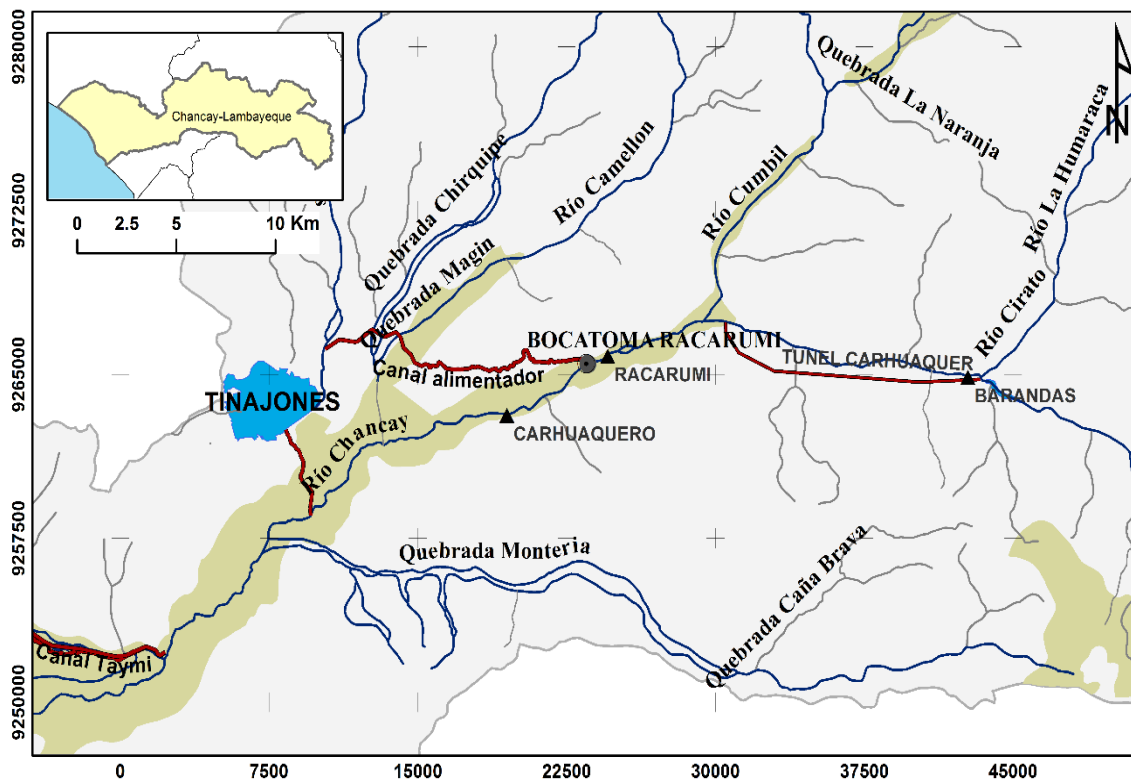 9280000
9272500
9265000
9257500
9250000
Chancay-Lambayeque
0 2.5 5 10 Km
N
Quebrada La Naranja
Río La Humaraca
Quebrada Chirquipe
Río Camellon
Río Cumbil
Quebrada Magin
Río Cirato
BOCATOMA RACARUMI
RACARUMI
TUNEL CARHUAQUER
BARANDAS
Canal alimentador
TINAJONES
Río Chancay
CARHUAQUERO
Quebrada Monteria
Quebrada Caña Brava
Canal Taymi
0 7500 15000 22500 30000 37500 45000